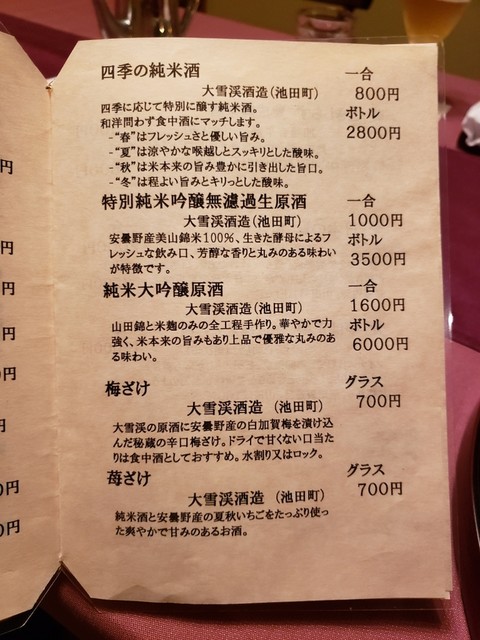 四季の純米酒 一合
大雪渓酒造(池田町) 800円
四季に応じて特別に醸す純米酒。 ボトル
和洋問わず食中酒にマッチします。 2800円
-“春”はフレッシュさと優しい旨み。
-“夏”は涼やかな喉越しとスッキリとした酸味。
-“秋”は米本来の旨み豊かに引き出した旨口。
-“冬”は程よい旨みとキリっとした酸味。
特別純米吟醸無濾過生原酒 一合
大雪渓酒造(池田町) 1000円
安曇野産美山錦米100%、生きた酵母によるフ ボトル
レッシュな飲み口、芳醇な香りと丸みのある味わい 3500円
が特徴です。
純米大吟醸原酒 一合
大雪渓酒造(池田町) 1600円
山田錦と米麹のみの全工程手作り。華やかで力 ボトル
強く、米本来の旨みもあり上品で優雅な丸みのあ 6000円
る味わい。
梅ざけ グラス
大雪渓酒造 (池田町) 700円
大雪渓の原酒に安曇野産の白加賀梅を漬け込
んだ秘蔵の辛口梅ざけ。ドライで甘くない口当た
りは食中酒としておすすめ。水割り又はロック。
苺ざけ グラス
大雪渓酒造 (池田町) 700円
純米酒と安曇野産の夏秋いちごをたっぷり使っ
た爽やかで甘みのあるお酒。